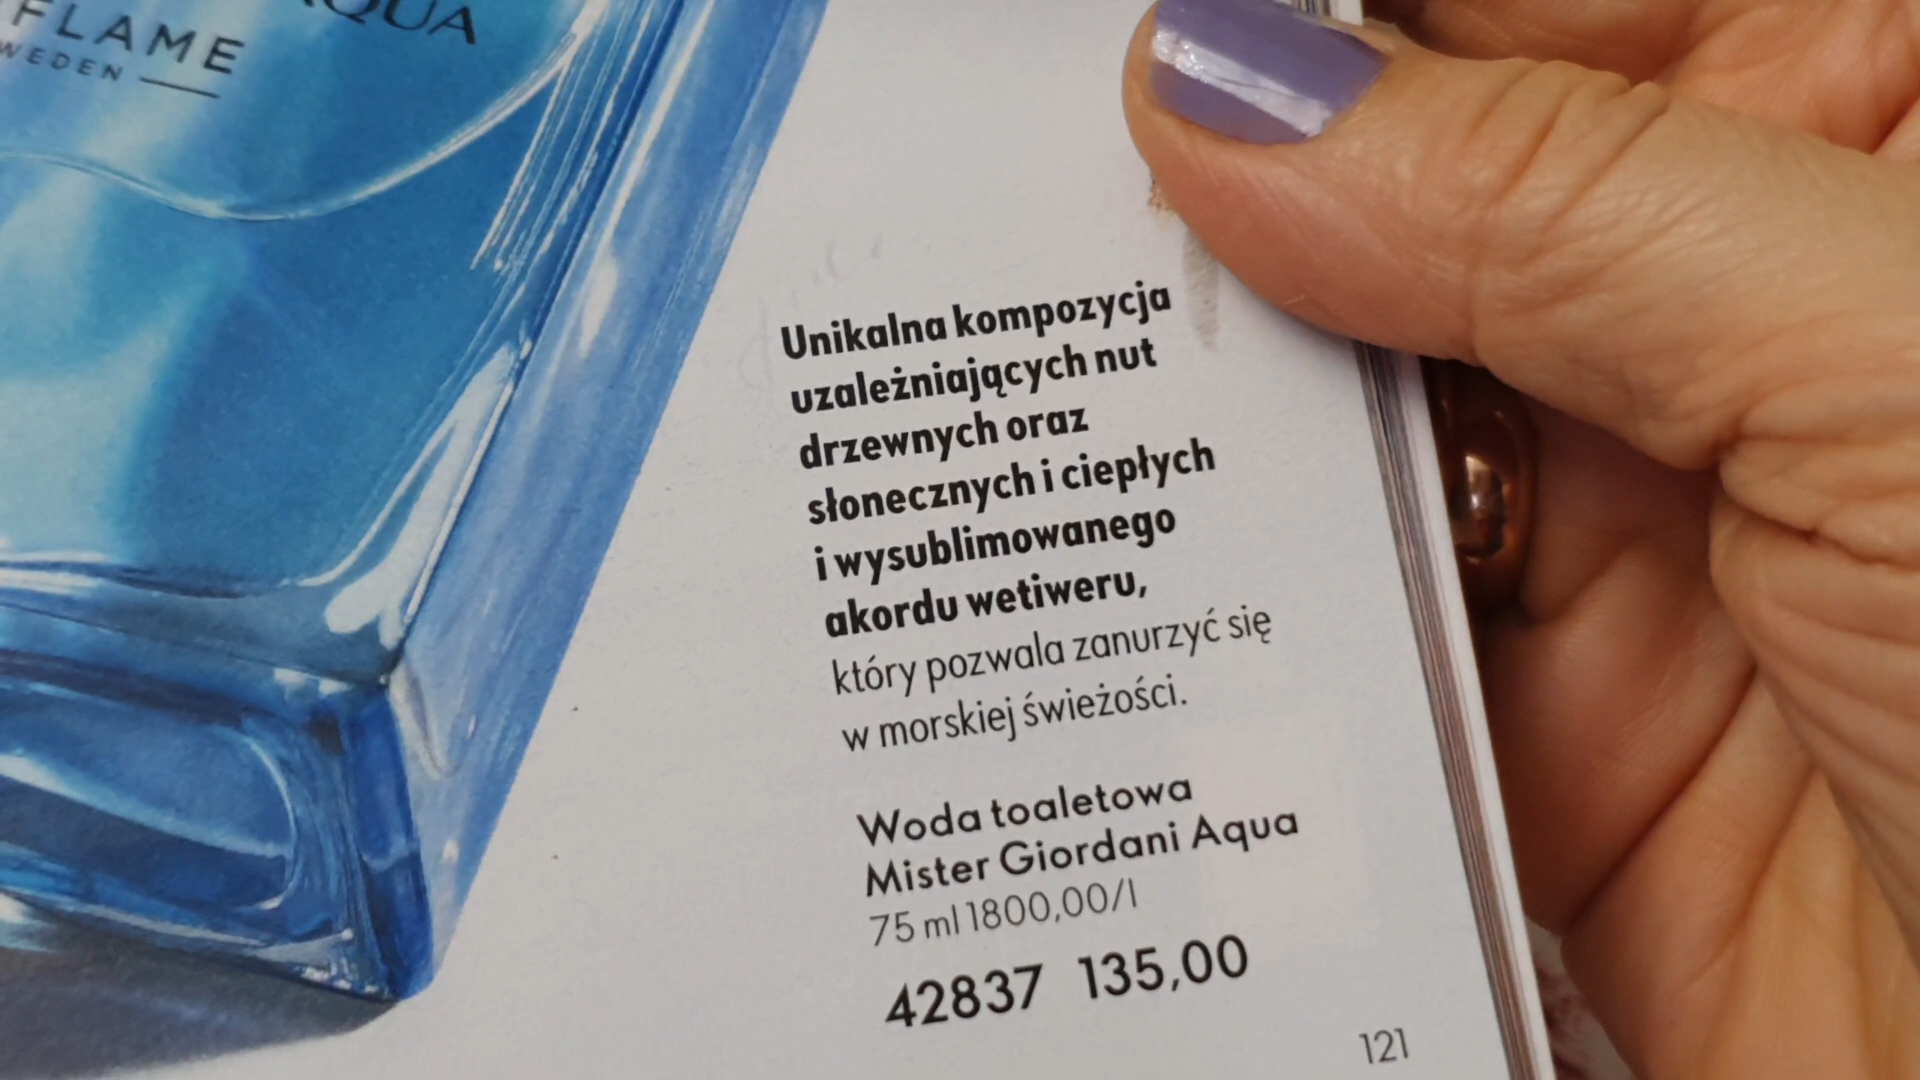 FLAME
WEDEN
AQUA
Unikalna kompozycja
uzależniających nut
drzewnych oraz
słonecznych i ciepłych
i wysublimowanego
akordu wetiweru,
który pozwala zanurzyć się
w morskiej świeżości.
Woda toaletowa
Mister Giordani Aqua
75 ml 1800,00/l
42837 135,00
121